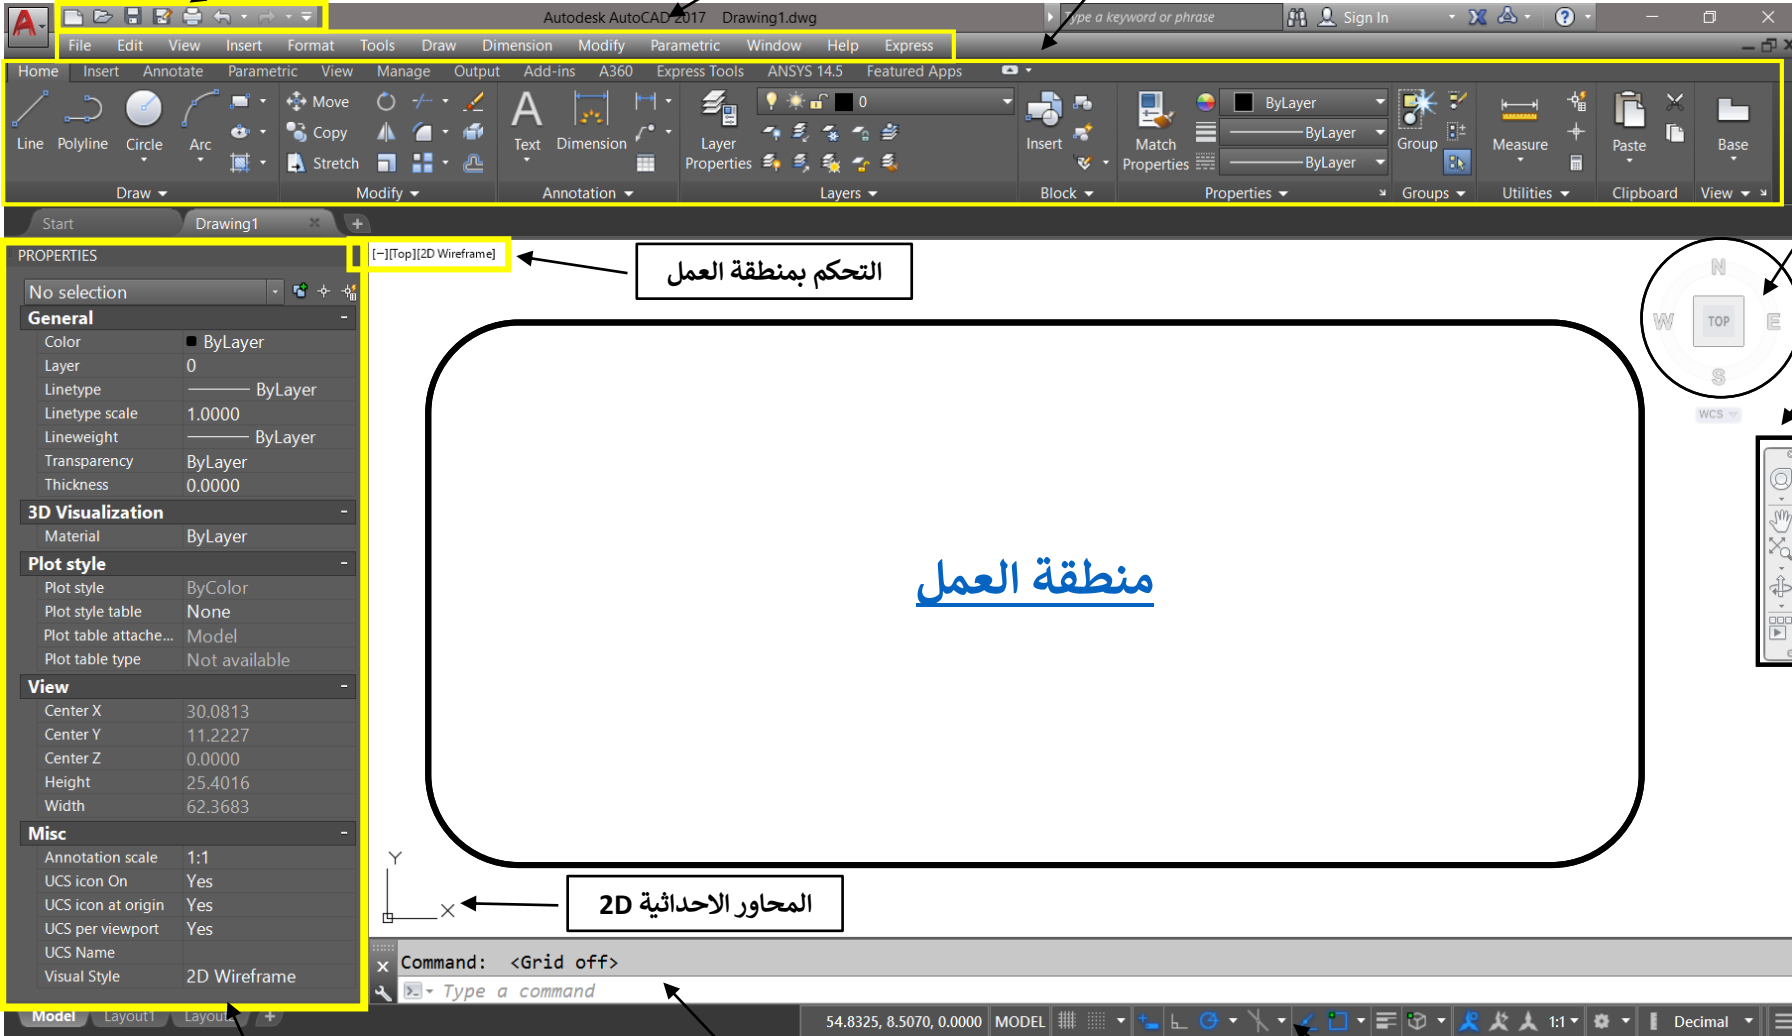 Autodesk AutoCAD 2017 Drawing1.dwg
Type a keyword or phrase
Sign In
File Edit View Insert Format Tools Draw Dimension Modify Parametric Window Help Express
Home Insert Annotate Parametric View Manage Output Add-ins A360 Express Tools ANSYS 14.5 Featured Apps
Line Polyline Circle Arc
Move
Copy
Stretch
Text Dimension
Layer Properties
0
Insert
Match Properties
ByLayer
ByLayer
ByLayer
Group
Measure
Paste
Base
Draw Modify Annotation Layers Block Properties Groups Utilities Clipboard View
Start Drawing1
PROPERTIES
No selection
General
Color ByLayer
Layer 0
Linetype ByLayer
Linetype scale 1.0000
Lineweight ByLayer
Transparency ByLayer
Thickness 0.0000
3D Visualization
Material ByLayer
Plot style
Plot style ByColor
Plot style table None
Plot table attache... Model
Plot table type Not available
View
Center X 30.0813
Center Y 11.2227
Center Z 0.0000
Height 25.4016
Width 62.3683
Misc
Annotation scale 1:1
UCS icon On Yes
UCS icon at origin Yes
UCS per viewport Yes
UCS Name
Visual Style 2D Wireframe
[−][Top][2D Wireframe]
التحكم بمنطقة العمل
N
W TOP E
S
WCS
منطقة العمل
Y
X
المحاور الاحداثية 2D
Command: <Grid off>
Type a command
Model Layout1
54.8325, 8.5070, 0.0000 MODEL 1:1 Decimal